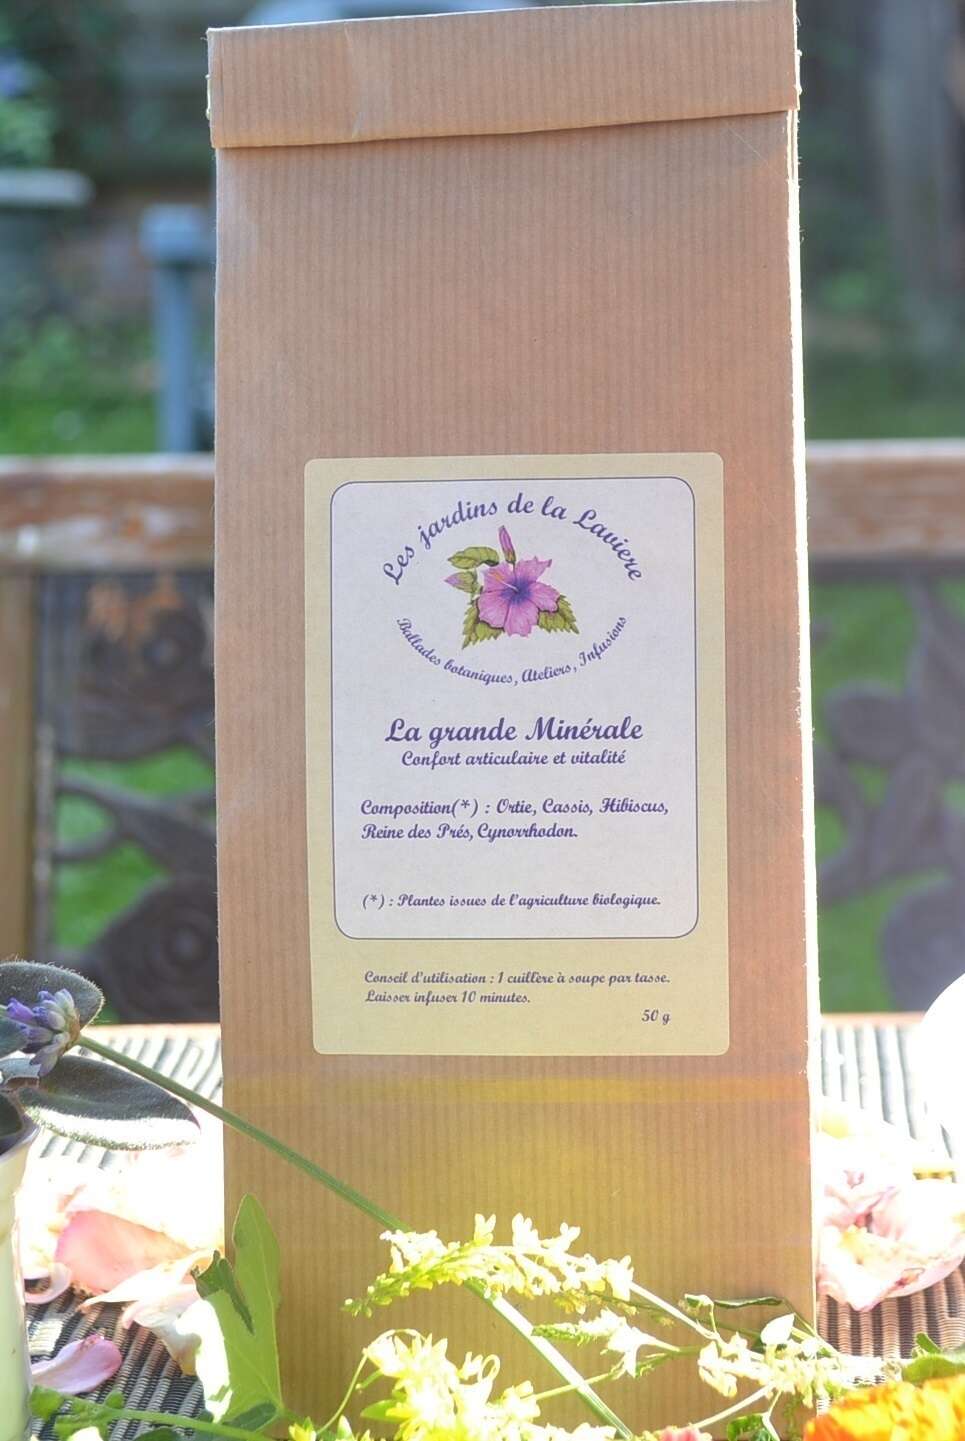 Les jardins de la Laviere
Ballades botaniques, Ateliers, Infusions
La grande Minérale
Confort articulaire et vitalité
Composition(*) : Ortie, Cassis, Hibiscus,
Reine des Prés, Cynorrhodon.
(*) : Plantes issues de l'agriculture biologique.
Conseil d'utilisation : 1 cuillère à soupe par tasse.
Laisser infuser 10 minutes.
50 g